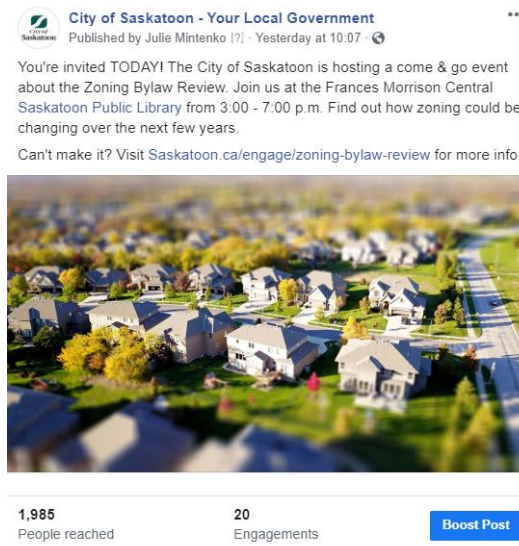 City of Saskatoon - Your Local Government
Published by Julie Mintenko [?] · Yesterday at 10:07 ·
You're invited TODAY! The City of Saskatoon is hosting a come & go event
about the Zoning Bylaw Review. Join us at the Frances Morrison Central
Saskatoon Public Library from 3:00 - 7:00 p.m. Find out how zoning could be
changing over the next few years.
Can't make it? Visit Saskatoon.ca/engage/zoning-bylaw-review for more info
City of
Saskatoon
1,985
People reached
20
Engagements
Boost Post